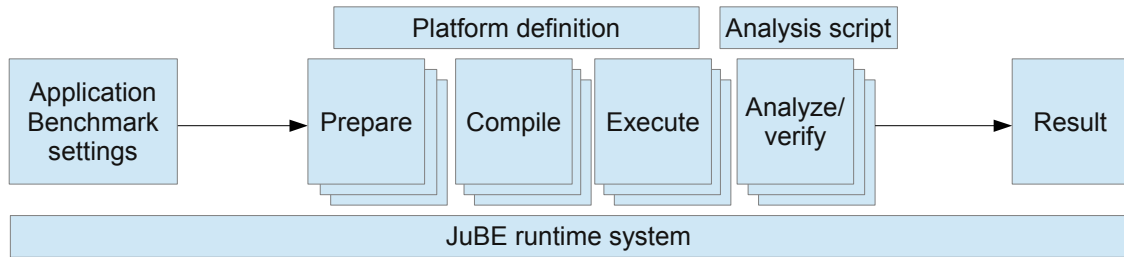 Platform definition
Analysis script
Application
Benchmark
settings
Prepare
Compile
Execute
Analyze/
verify
Result
JuBE runtime system